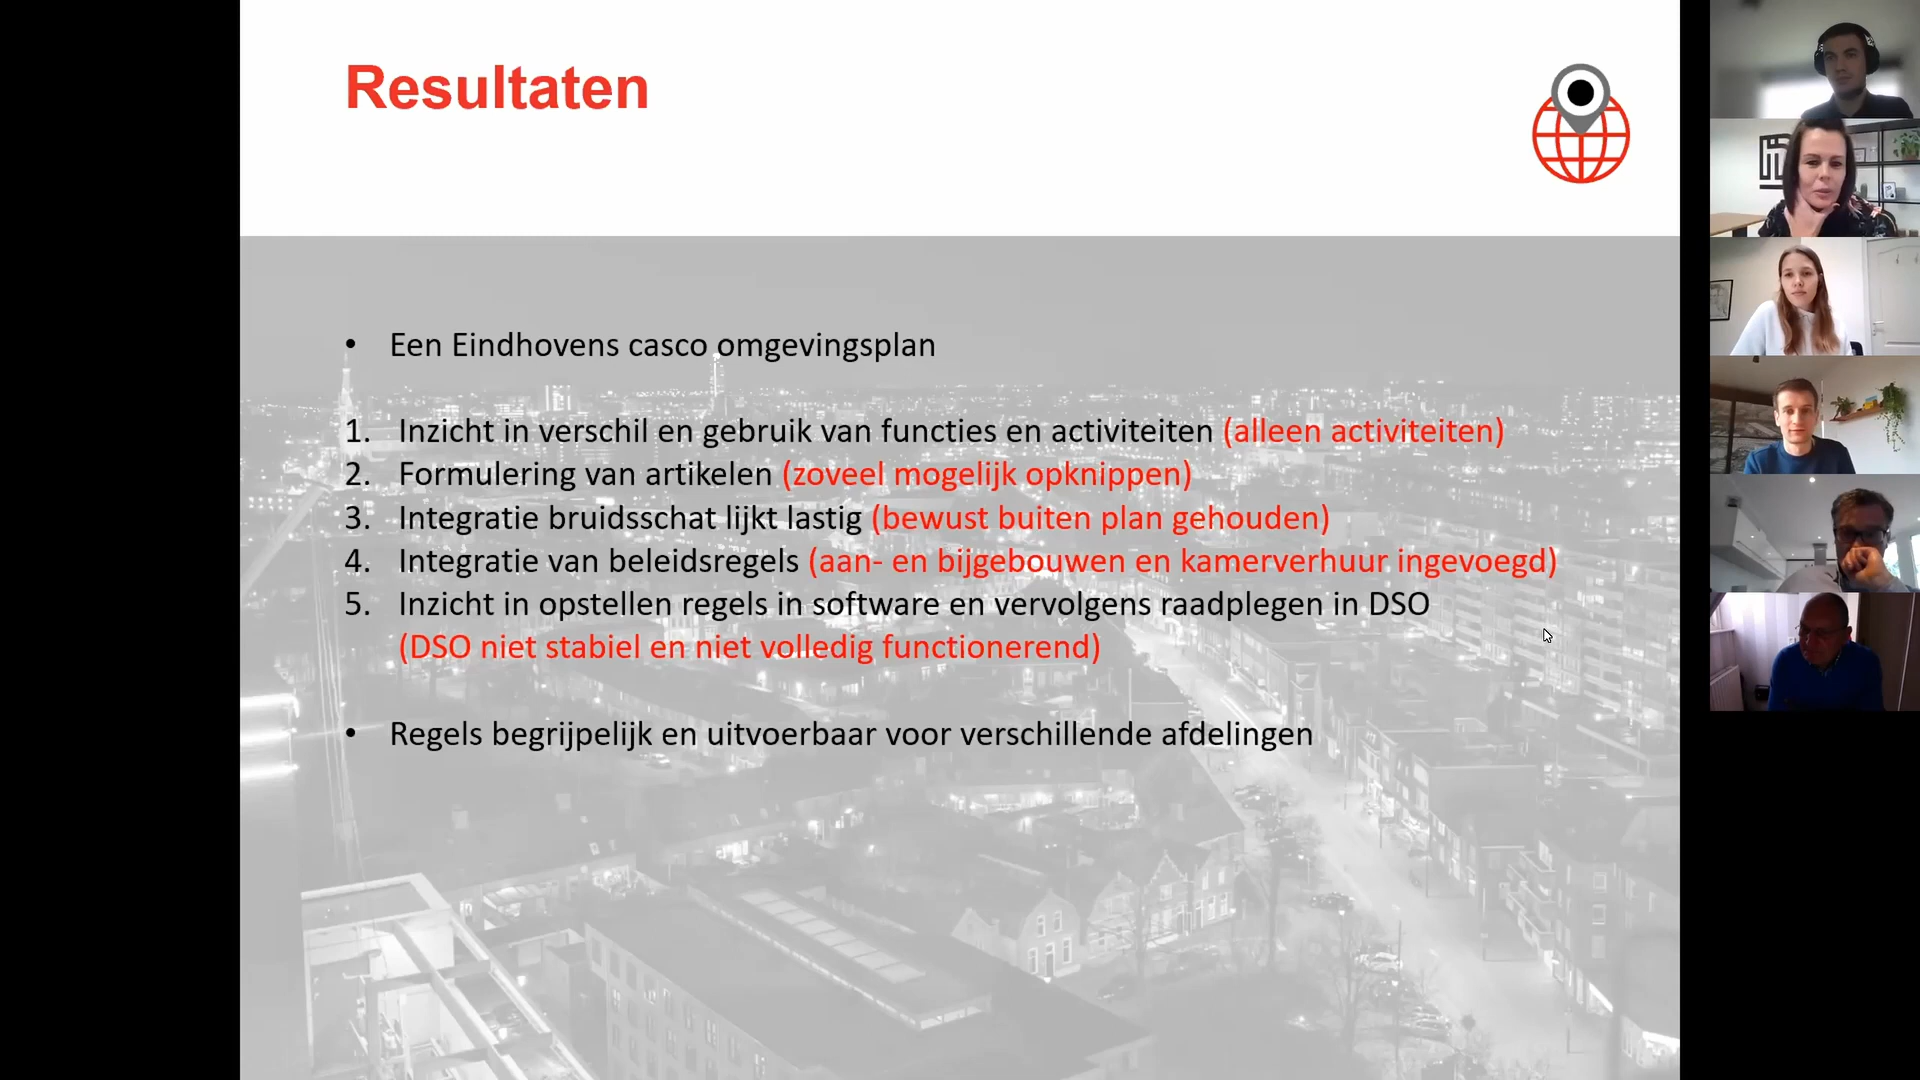 Resultaten
• Een Eindhovens casco omgevingsplan
1. Inzicht in verschil en gebruik van functies en activiteiten (alleen activiteiten)
2. Formulering van artikelen (zoveel mogelijk opknippen)
3. Integratie bruidsschat lijkt lastig (bewust buiten plan gehouden)
4. Integratie van beleidsregels (aan- en bijgebouwen en kamerverhuur ingevoegd)
5. Inzicht in opstellen regels in software en vervolgens raadplegen in DSO
(DSO niet stabiel en niet volledig functionerend)
• Regels begrijpelijk en uitvoerbaar voor verschillende afdelingen